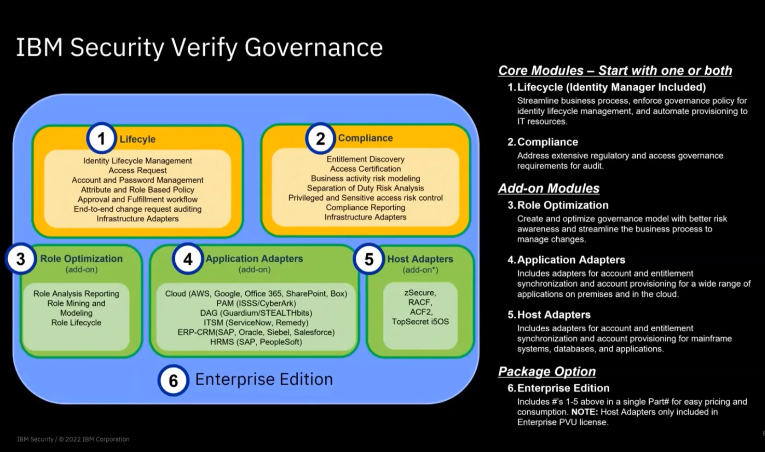 IBM Security Verify Governance
1
Lifecyle
Identity Lifecycle Management
Access Request
Account and Password Management
Attribute and Role Based Policy
Approval and Fulfillment workflow
End-to-end change request auditing
Infrastructure Adapters
2
Compliance
Entitlement Discovery
Access Certification
Business activity risk modeling
Separation of Duty Risk Analysis
Privileged and Sensitive access risk control
Compliance Reporting
Infrastructure Adapters
3
Role Optimization
(add-on)
Role Analysis Reporting
Role Mining and
Modeling
Role Lifecycle
4
Application Adapters
(add-on)
Cloud (AWS, Google, Office 365, SharePoint, Box)
PAM (ISSS/CyberArk)
DAG (Guardium/STEALTHbits)
ITSM (ServiceNow, Remedy)
ERP-CRM(SAP, Oracle, Siebel, Salesforce)
HRMS (SAP, PeopleSoft)
5
Host Adapters
(add-on*)
zSecure,
RACF,
ACF2,
TopSecret i5OS
6
Enterprise Edition
Core Modules – Start with one or both
1.Lifecycle (Identity Manager Included)
Streamline business process, enforce governance policy for
identity lifecycle management, and automate provisioning to
IT resources.
2.Compliance
Address extensive regulatory and access governance
requirements for audit.
Add-on Modules
3.Role Optimization
Create and optimize governance model with better risk
awareness and streamline the business process to
manage changes.
4.Application Adapters
Includes adapters for account and entitlement
synchronization and account provisioning for a wide range of
applications on premises and in the cloud.
5.Host Adapters
Includes adapters for account and entitlement
synchronization and account provisioning for mainframe
systems, databases, and applications.
Package Option
6.Enterprise Edition
Includes #'s 1-5 above in a single Part# for easy pricing and
consumption. NOTE: Host Adapters only included in
Enterprise PVU license.
IBM Security / © 2022 IBM Corporation